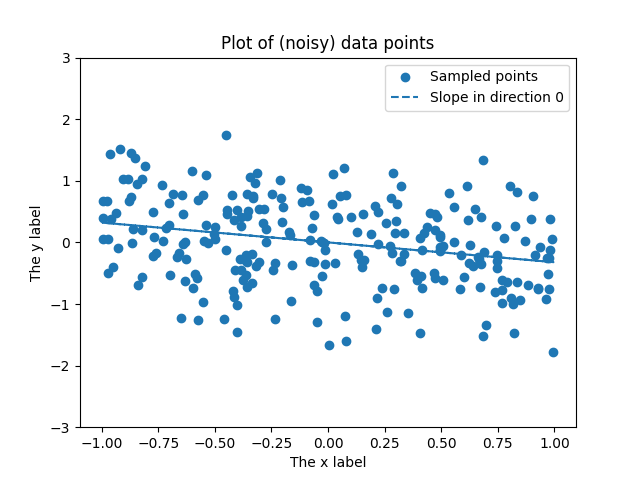 Plot of (noisy) data points
Sampled points
Slope in direction 0
The y label
3
2
1
0
−1
−2
−3
−1.00 −0.75 −0.50 −0.25 0.00 0.25 0.50 0.75 1.00
The x label